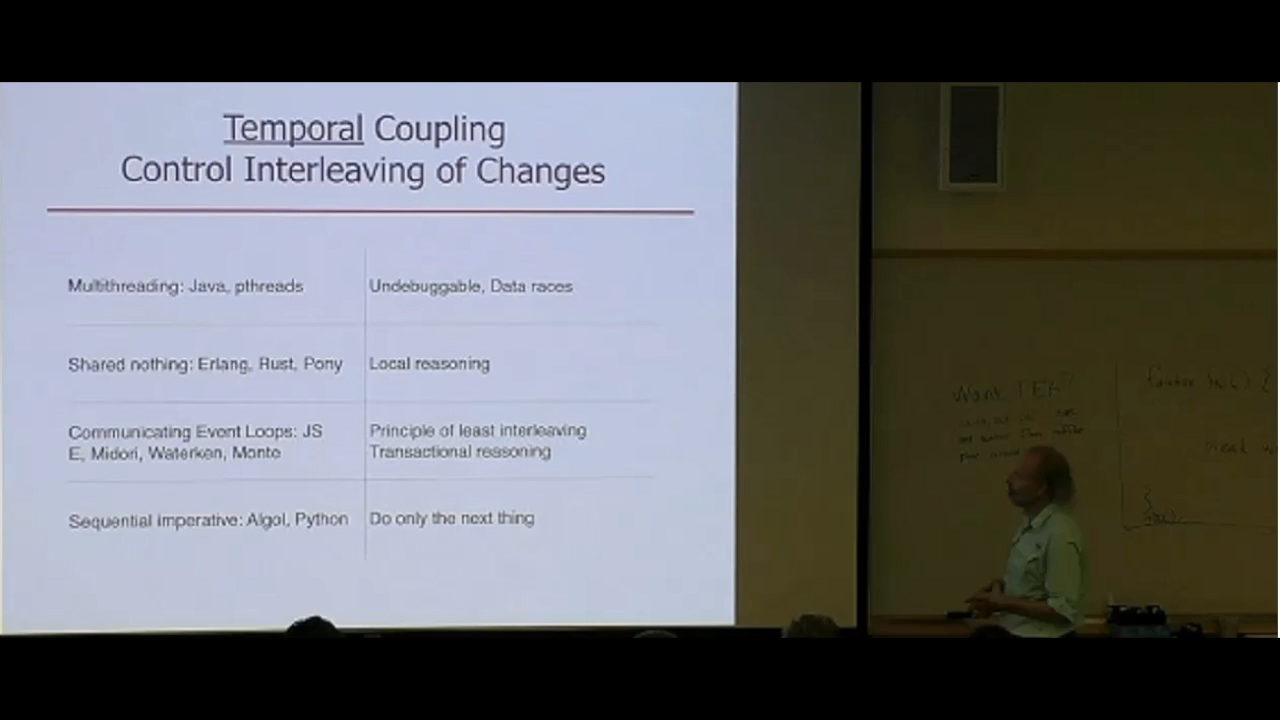 Temporal Coupling
Control Interleaving of Changes
Multithreading: Java, pthreads
Undebuggable, Data races
Shared nothing: Erlang, Rust, Pony
Local reasoning
Communicating Event Loops: JS
E, Midori, Waterken, Monte
Principle of least interleaving
Transactional reasoning
Sequential imperative: Algol, Python
Do only the next thing
Want